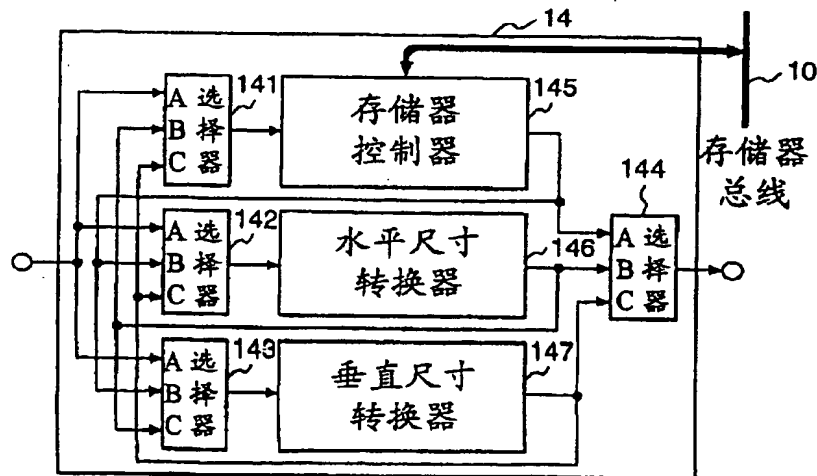 14
10
存储器
总线
A 选
B 择
C 器
141
存储器
控制器
145
A 选
B 择
C 器
142
水平尺寸
转换器
146
144
A 选
B 择
C 器
A 选
B 择
C 器
143
垂直尺寸
转换器
147